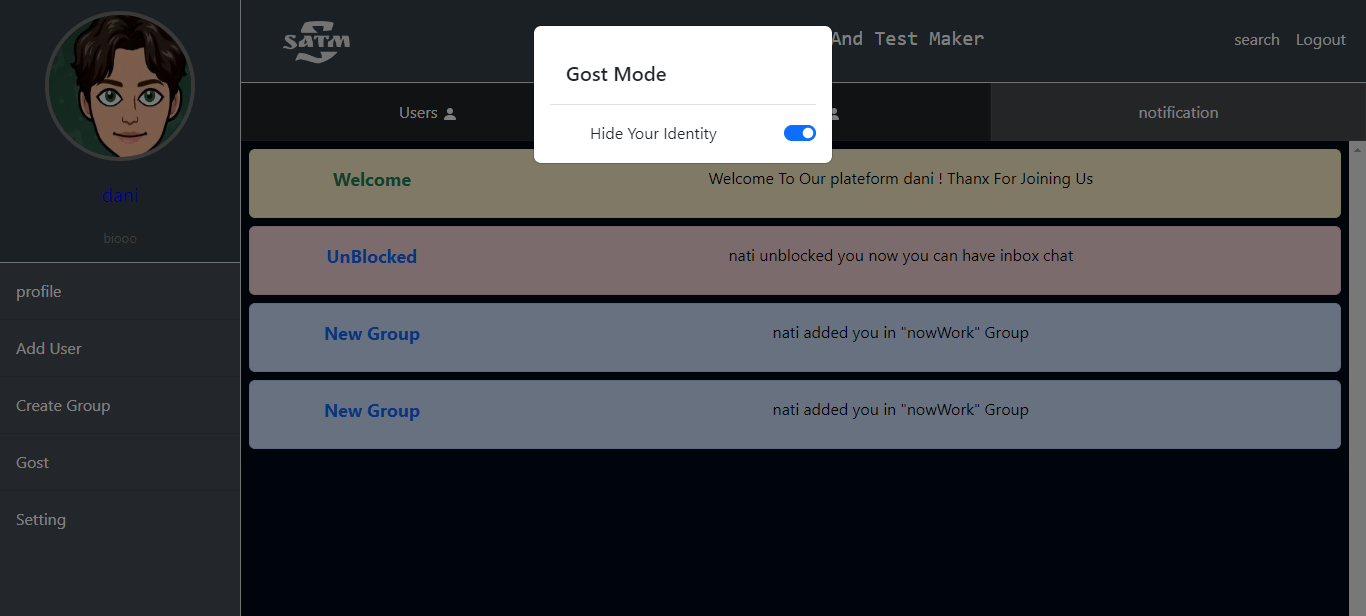 dani
biooo
profile
Add User
Create Group
Gost
Setting
SATM
And Test Maker
search
Logout
Users
notification
Gost Mode
Hide Your Identity
Welcome
Welcome To Our plateform dani ! Thanx For Joining Us
UnBlocked
nati unblocked you now you can have inbox chat
New Group
nati added you in "nowWork" Group
New Group
nati added you in "nowWork" Group